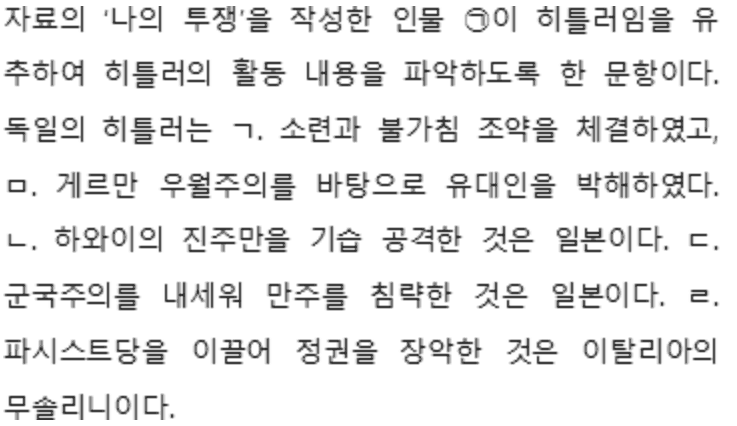 자료의 '나의 투쟁'을 작성한 인물 ㉠이 히틀러임을 유
추하여 히틀러의 활동 내용을 파악하도록 한 문항이다.
독일의 히틀러는 ㄱ. 소련과 불가침 조약을 체결하였고,
ㅁ. 게르만 우월주의를 바탕으로 유대인을 박해하였다.
ㄴ. 하와이의 진주만을 기습 공격한 것은 일본이다. ㄷ.
군국주의를 내세워 만주를 침략한 것은 일본이다. ㄹ.
파시스트당을 이끌어 정권을 장악한 것은 이탈리아의
무솔리니이다.